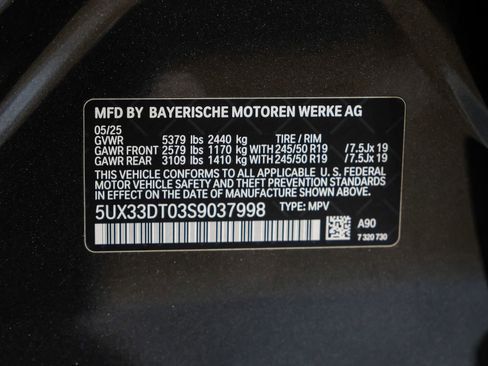 MFD BY BAYERISCHE MOTOREN WERKE AG
05/25
GVWR 5379 lbs 2440 kg TIRE / RIM
GAWR FRONT 2579 lbs 1170 kg WITH 245/50 R19 /7.5Jx 19
GAWR REAR 3109 lbs 1410 kg WITH 245/50 R19 /7.5Jx 19
THIS VEHICLE CONFORMS TO ALL APPLICABLE U. S. FEDERAL
MOTOR VEHICLE SAFETY AND THEFT PREVENTION STANDARDS
IN EFFECT ON THE DATE OF MANUFACTURE SHOWN ABOVE.
5UX33DT03S9037998 TYPE: MPV
A90
7 320 730